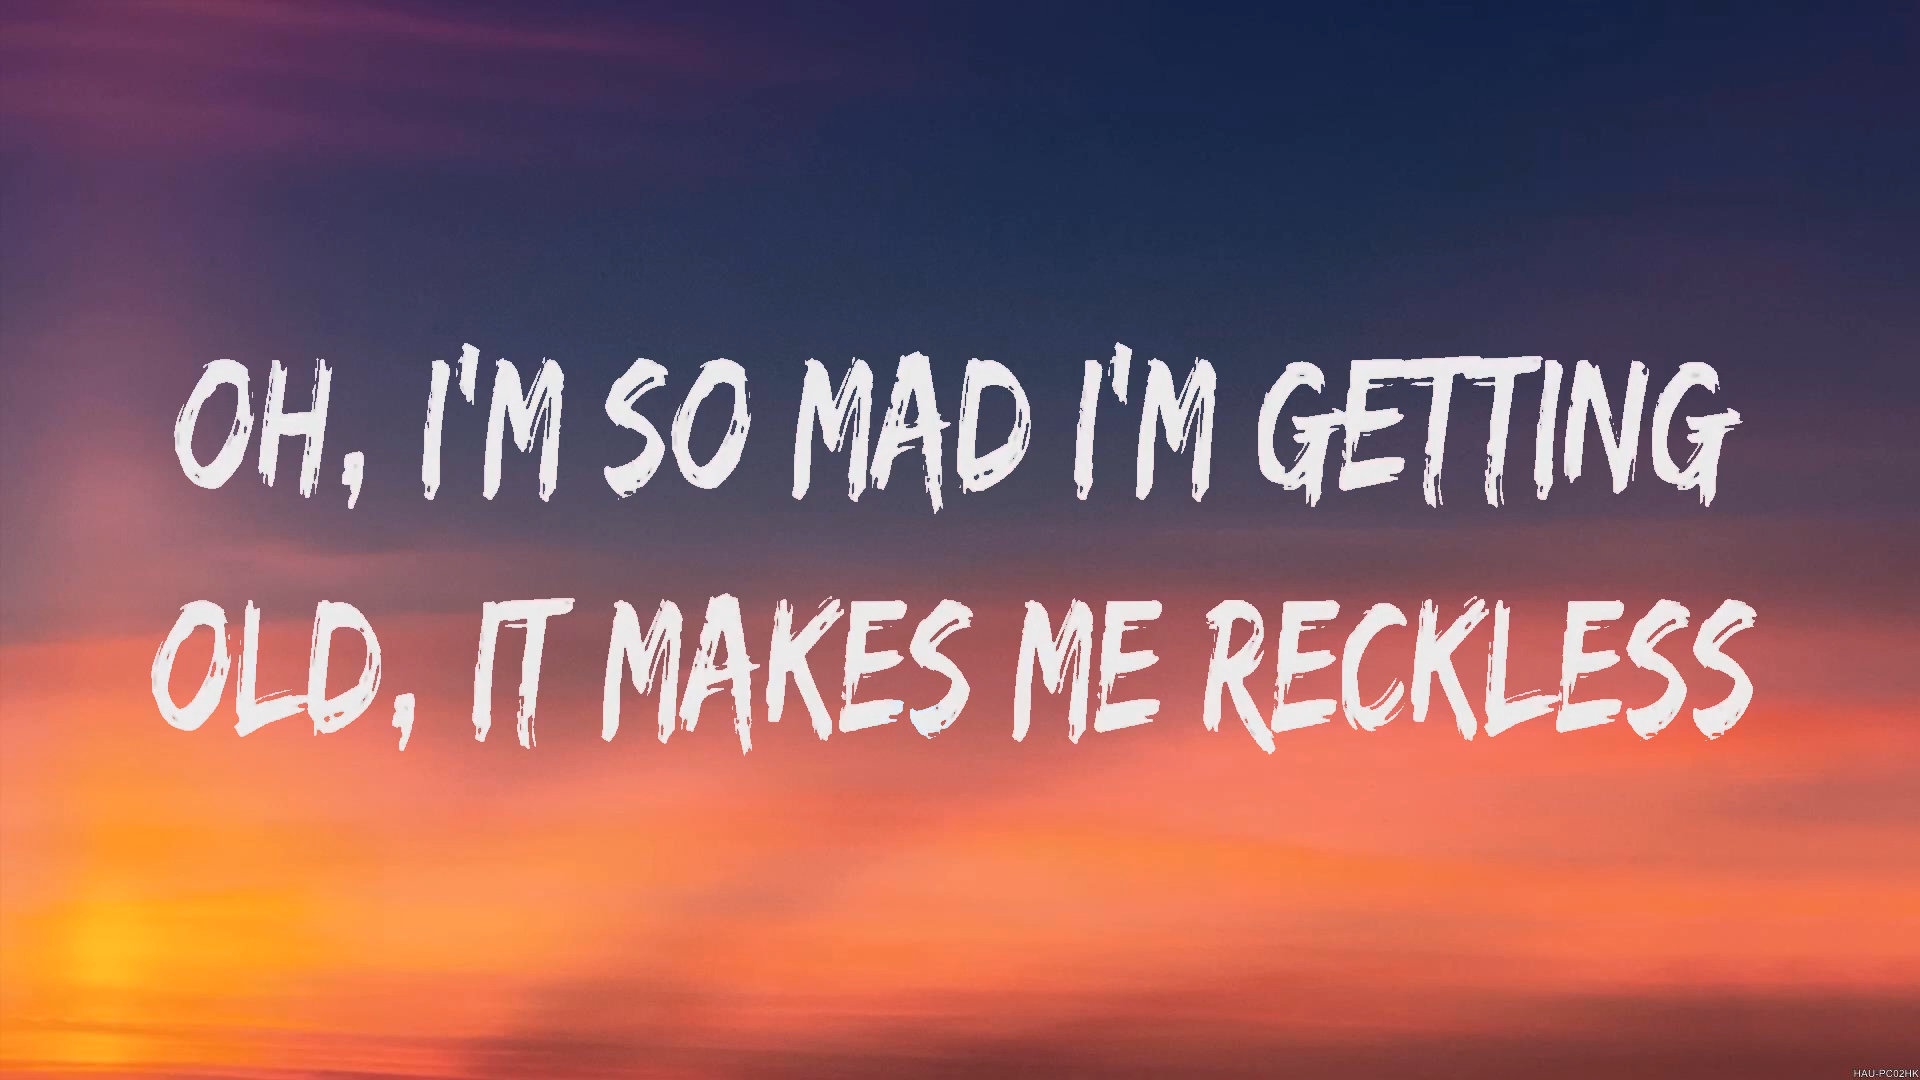 OH, I'M SO MAD I'M GETTING
OLD, IT MAKES ME RECKLESS
HAU-PC02HK